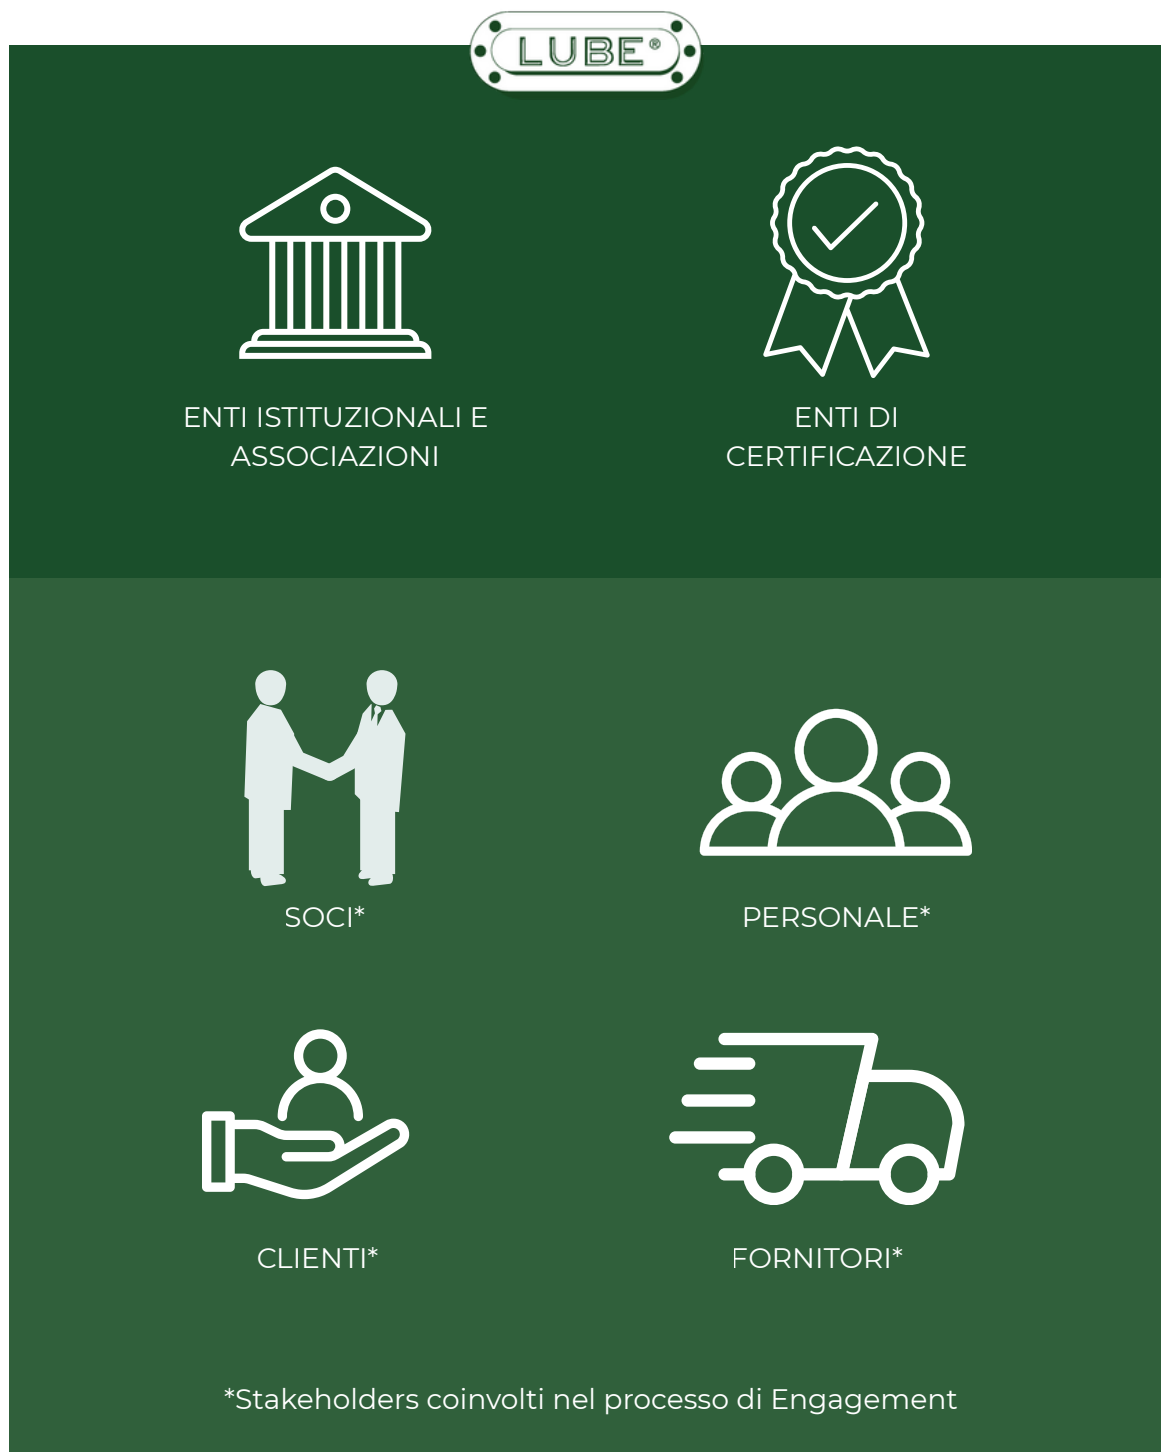 LUBE®
ENTI ISTITUZIONALI E
ASSOCIAZIONI
ENTI DI
CERTIFICAZIONE
SOCI*
PERSONALE*
CLIENTI*
FORNITORI*
*Stakeholders coinvolti nel processo di Engagement